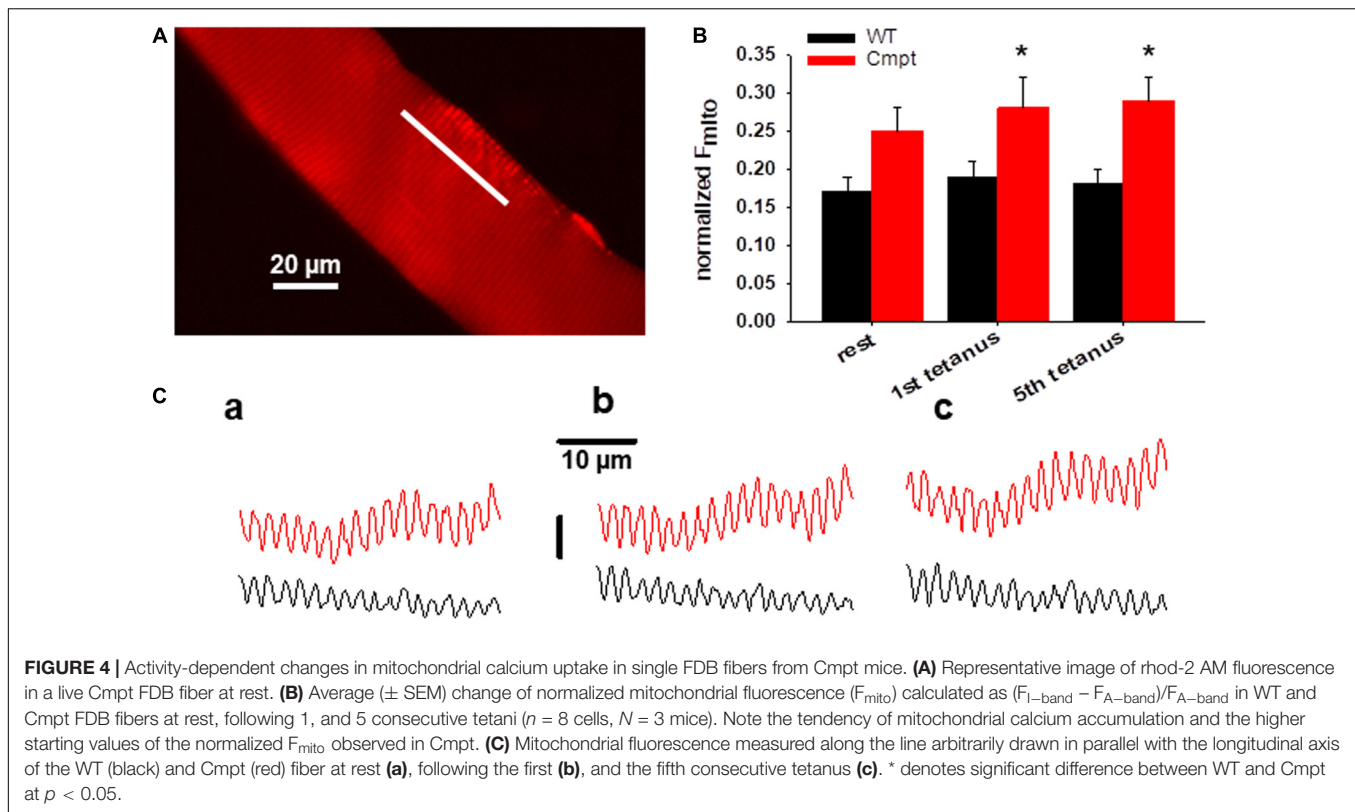 A
20 µm
B
WT
Cmpt
* *
normalized Fmito
0.35
0.30
0.25
0.20
0.15
0.10
0.05
0.00
rest
1st tetanus
5th tetanus
C
a
b
c
10 µm
FIGURE 4 | Activity-dependent changes in mitochondrial calcium uptake in single FDB fibers from Cmpt mice. (A) Representative image of rhod-2 AM fluorescence
in a live Cmpt FDB fiber at rest. (B) Average (± SEM) change of normalized mitochondrial fluorescence (Fmito) calculated as (FI−band – FA−band)/FA−band in WT and
Cmpt FDB fibers at rest, following 1, and 5 consecutive tetani (n = 8 cells, N = 3 mice). Note the tendency of mitochondrial calcium accumulation and the higher
starting values of the normalized Fmito observed in Cmpt. (C) Mitochondrial fluorescence measured along the line arbitrarily drawn in parallel with the longitudinal axis
of the WT (black) and Cmpt (red) fiber at rest (a), following the first (b), and the fifth consecutive tetanus (c). * denotes significant difference between WT and Cmpt
at p < 0.05.